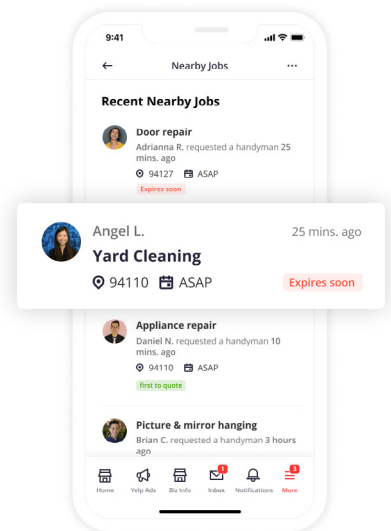 9:41
Nearby Jobs
Recent Nearby Jobs
Door repair
Adrianna R. requested a handyman 25
mins. ago
94127 ASAP
Expires soon
Angel L. 25 mins. ago
Yard Cleaning
94110 ASAP Expires soon
Appliance repair
Daniel N. requested a handyman 10
mins. ago
94110 ASAP
first to quote
Picture & mirror hanging
Brian C. requested a handyman 3 hours
ago
1 3
Home Yelp Ads Biz Info Inbox Notifications More